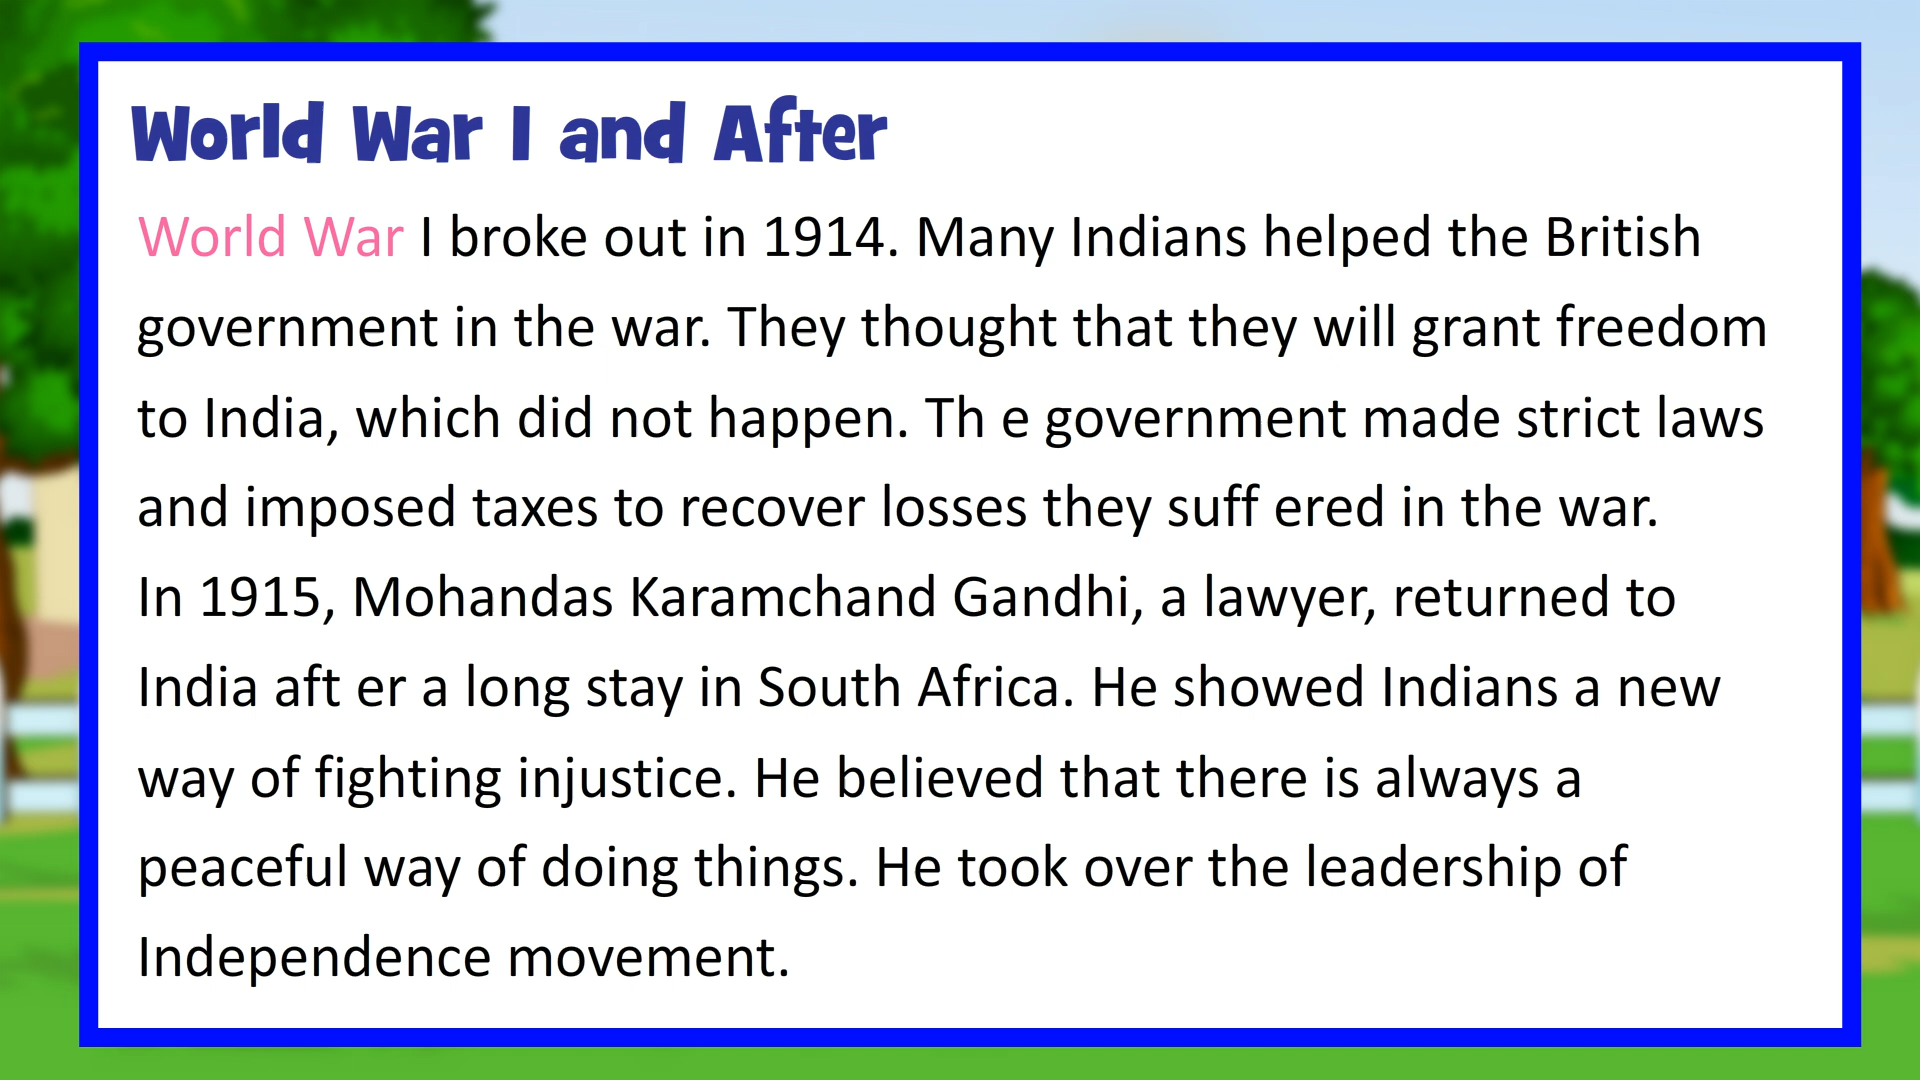 World War I and After
World War I broke out in 1914. Many Indians helped the British
government in the war. They thought that they will grant freedom
to India, which did not happen. Th e government made strict laws
and imposed taxes to recover losses they suff ered in the war.
In 1915, Mohandas Karamchand Gandhi, a lawyer, returned to
India aft er a long stay in South Africa. He showed Indians a new
way of fighting injustice. He believed that there is always a
peaceful way of doing things. He took over the leadership of
Independence movement.